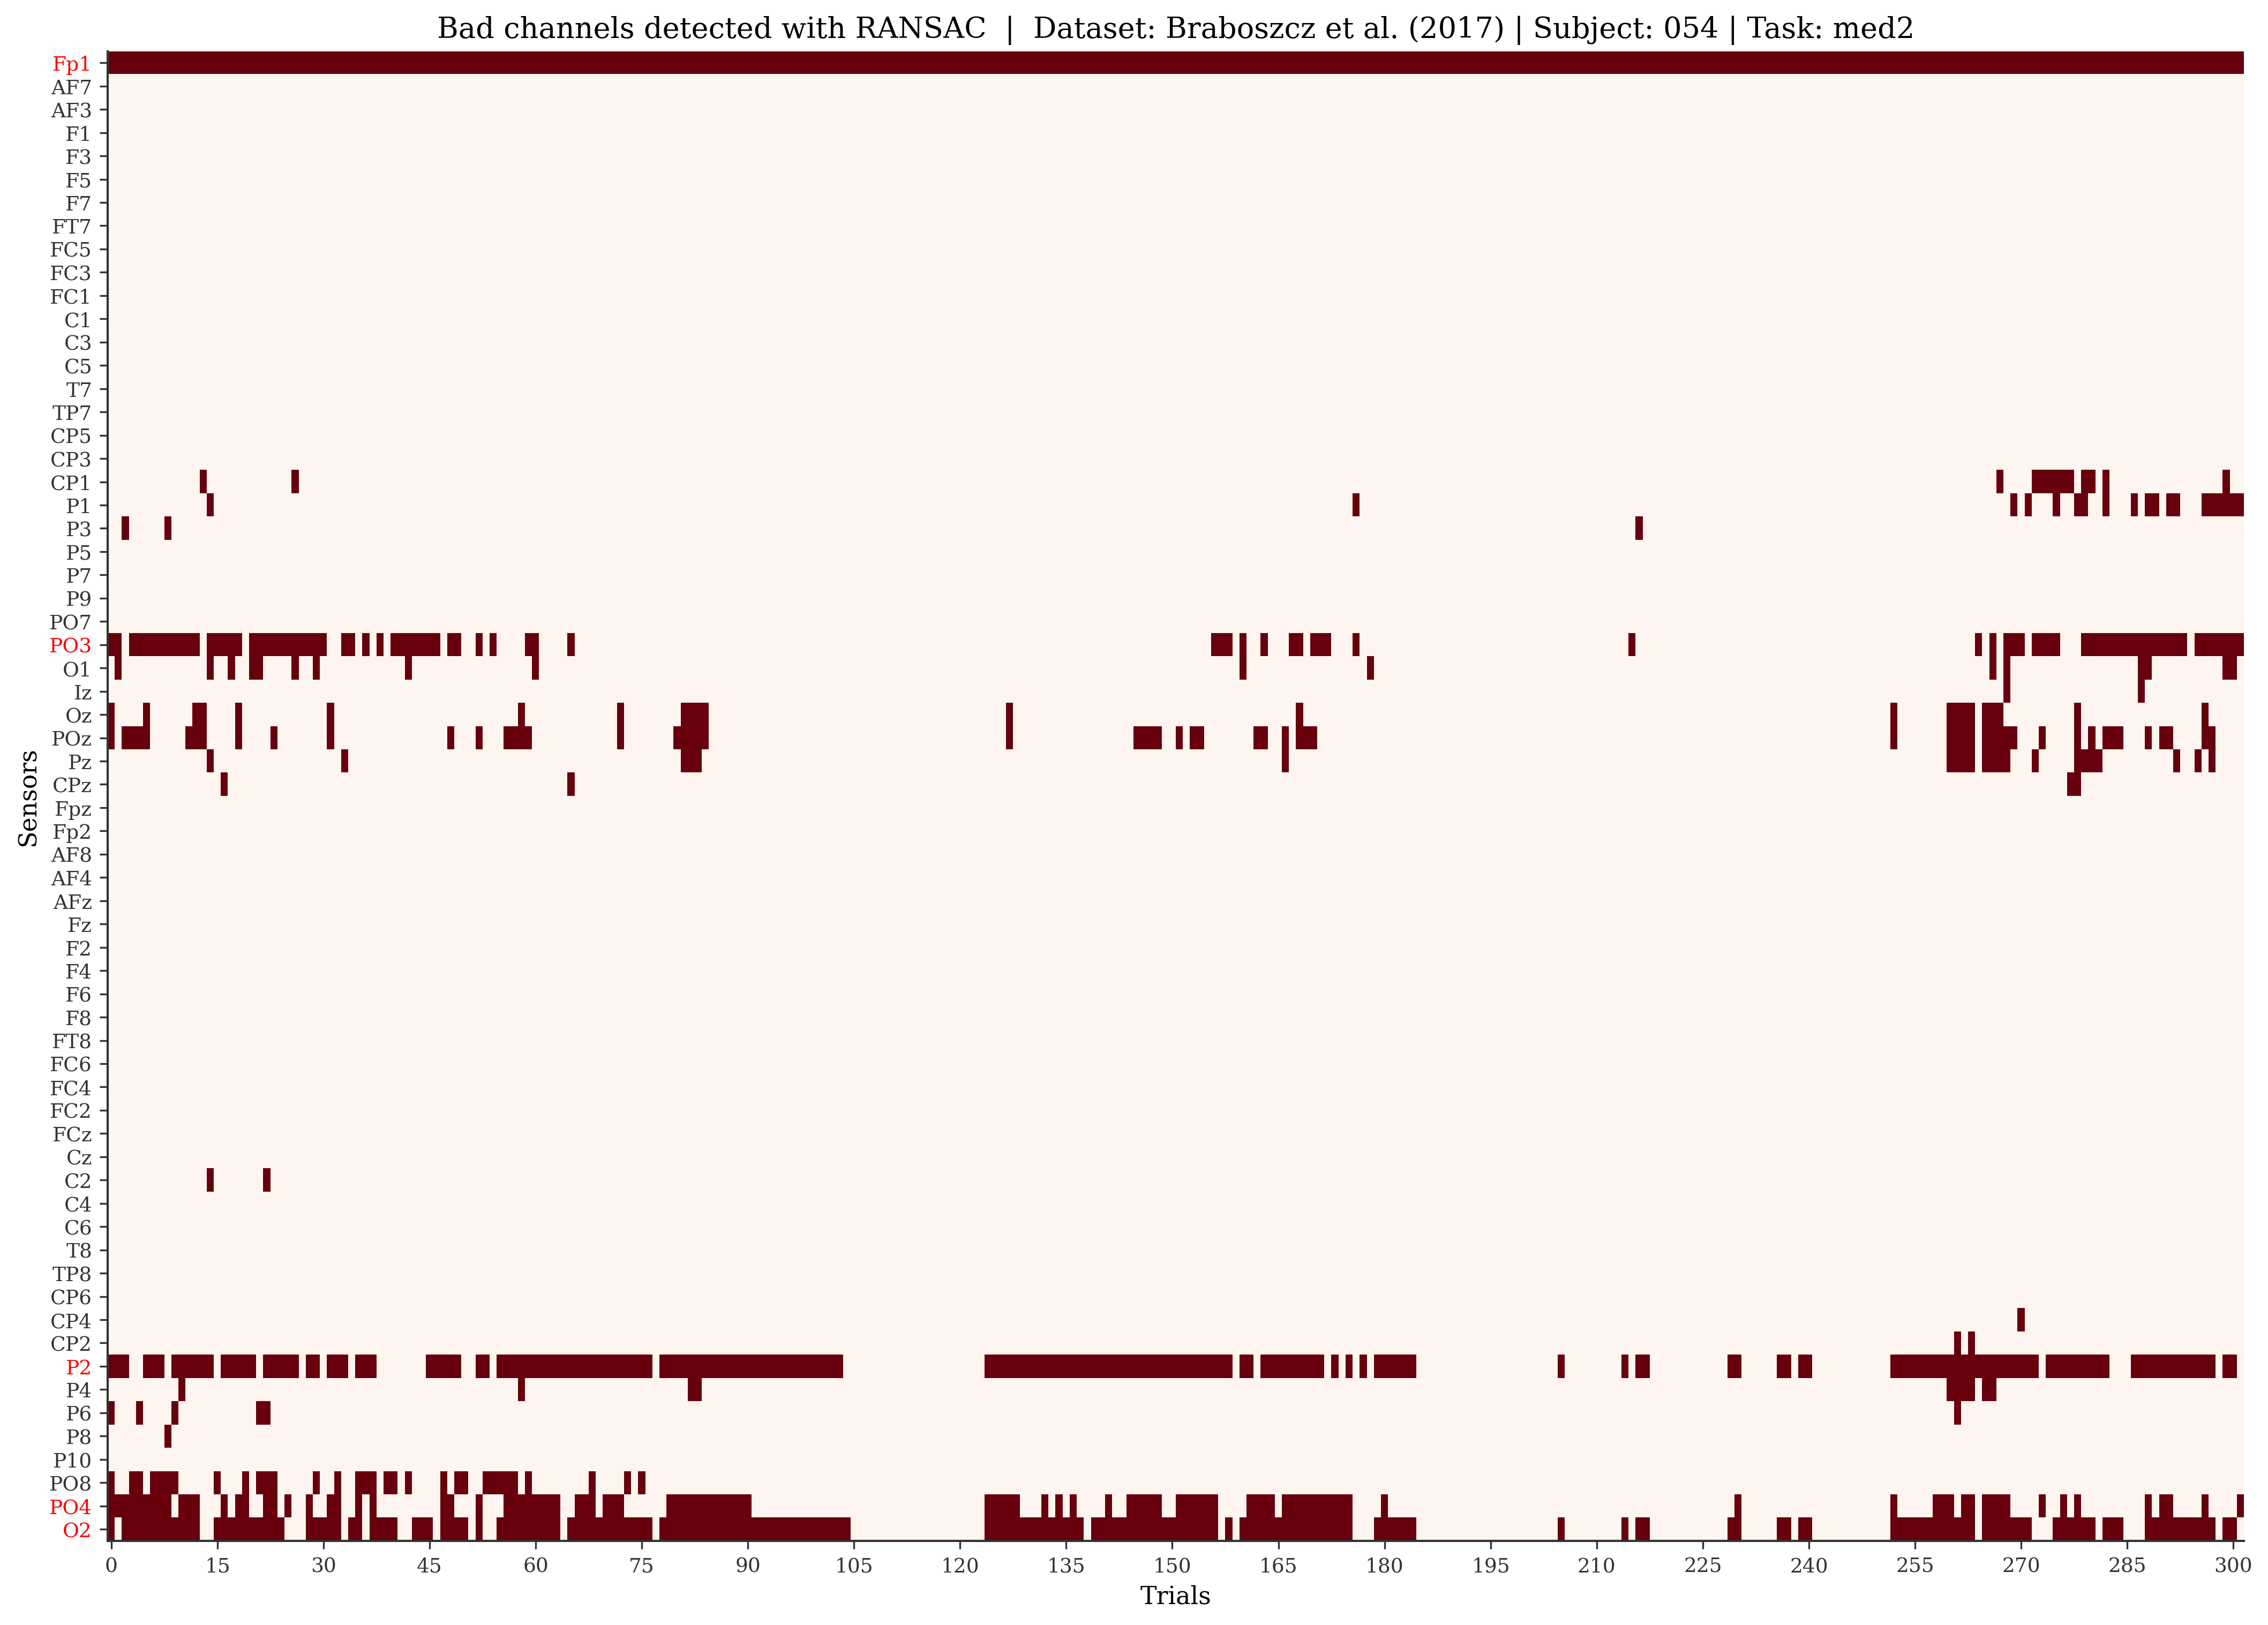 Bad channels detected with RANSAC | Dataset: Braboszcz et al. (2017) | Subject: 054 | Task: med2
Sensors
Fp1
AF7
AF3
F1
F3
F5
F7
FT7
FC5
FC3
FC1
C1
C3
C5
T7
TP7
CP5
CP3
CP1
P1
P3
P5
P7
P9
PO7
PO3
O1
Iz
Oz
POz
Pz
CPz
Fpz
Fp2
AF8
AF4
AFz
Fz
F2
F4
F6
F8
FT8
FC6
FC4
FC2
FCz
Cz
C2
C4
C6
T8
TP8
CP6
CP4
CP2
P2
P4
P6
P8
P10
PO8
PO4
O2
0 15 30 45 60 75 90 105 120 135 150 165 180 195 210 225 240 255 270 285 300
Trials